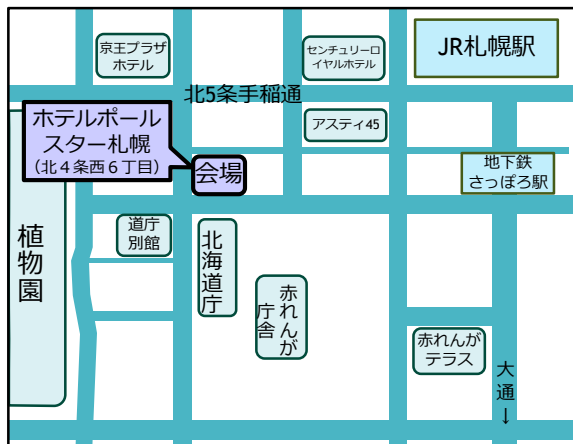 京王プラザ
ホテル
センチュリーロ
イヤルホテル
JR札幌駅
北5条手稲通
ホテルポール
スター札幌
（北４条西６丁目）
アスティ45
会場
地下鉄
さっぽろ駅
植物園
道庁
別館
北海道庁
赤れんが
庁舎
赤れんが
テラス
大通→